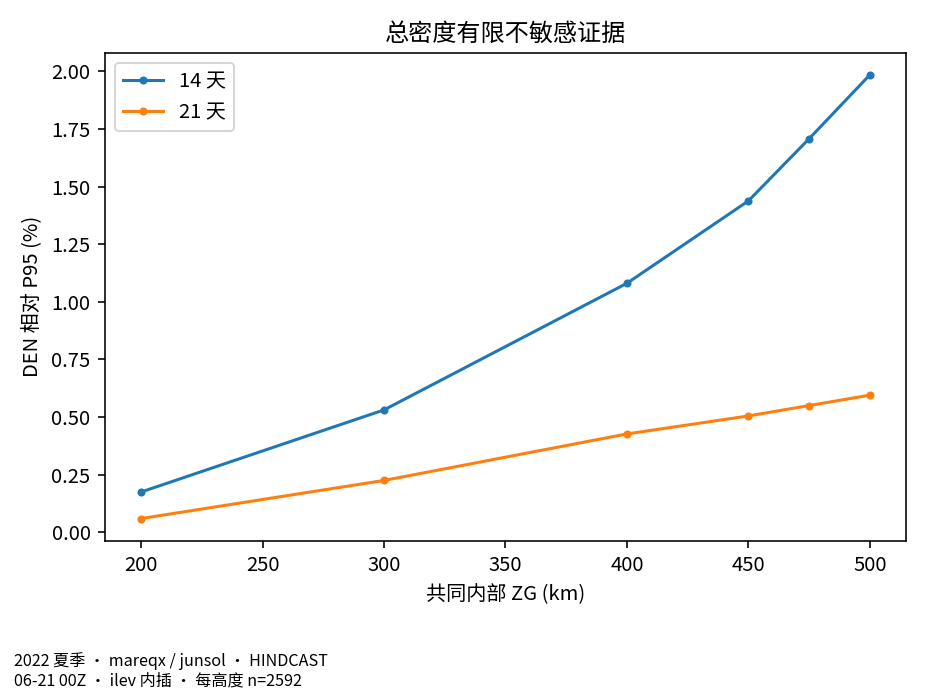 总密度有限不敏感证据
14 天
21 天
DEN 相对 P95 (%)
2.00
1.75
1.50
1.25
1.00
0.75
0.50
0.25
0.00
200
250
300
350
400
450
500
共同内部 ZG (km)
2022 夏季 · mareqx / junsol · HINDCAST
06-21 00Z · ilev 内插 · 每高度 n=2592